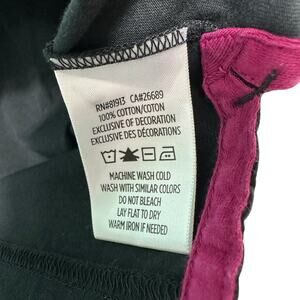 RN#81913 CA#26689
100% COTTON/COTON
EXCLUSIVE OF DECORATION
EXCLUSIVE DES DÉCORATIONS
MACHINE WASH COLD
WASH WITH SIMILAR COLORS
DO NOT BLEACH
LAY FLAT TO DRY
WARM IRON IF NEEDED